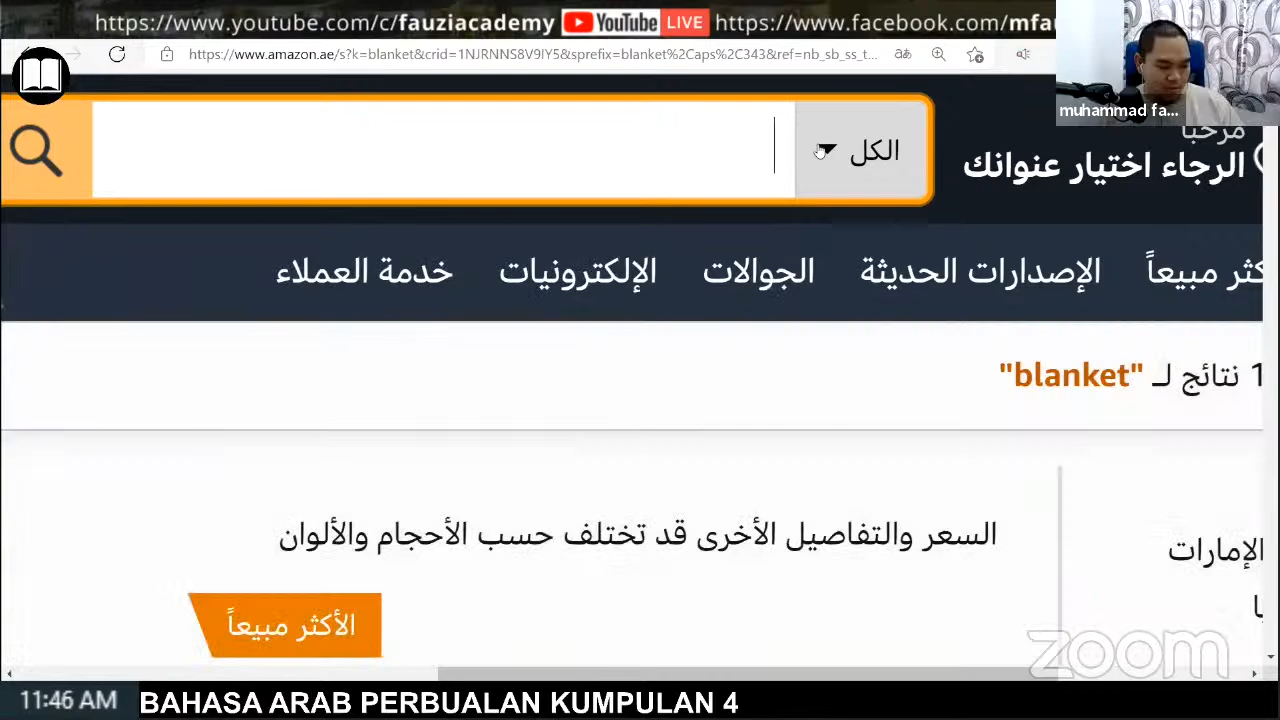 https://www.youtube.com/c/fauziacademy YouTube LIVE https://www.facebook.com/mfau
https://www.amazon.ae/s?k=blanket&crid=1NJRNNS8V9IY5&sprefix=blanket%2Caps%2C343&ref=nb_sb_ss_t...
muhammad fa...
مرحبا
الرجاء اختيار عنوانك
الكل
كثر مبيعاً الإصدارات الحديثة الجوالات الإلكترونيات خدمة العملاء
1 نتائج لـ "blanket"
السعر والتفاصيل الأخرى قد تختلف حسب الأحجام والألوان
الإمارات
الأكثر مبيعاً
zoom
11:46 AM BAHASA ARAB PERBUALAN KUMPULAN 4